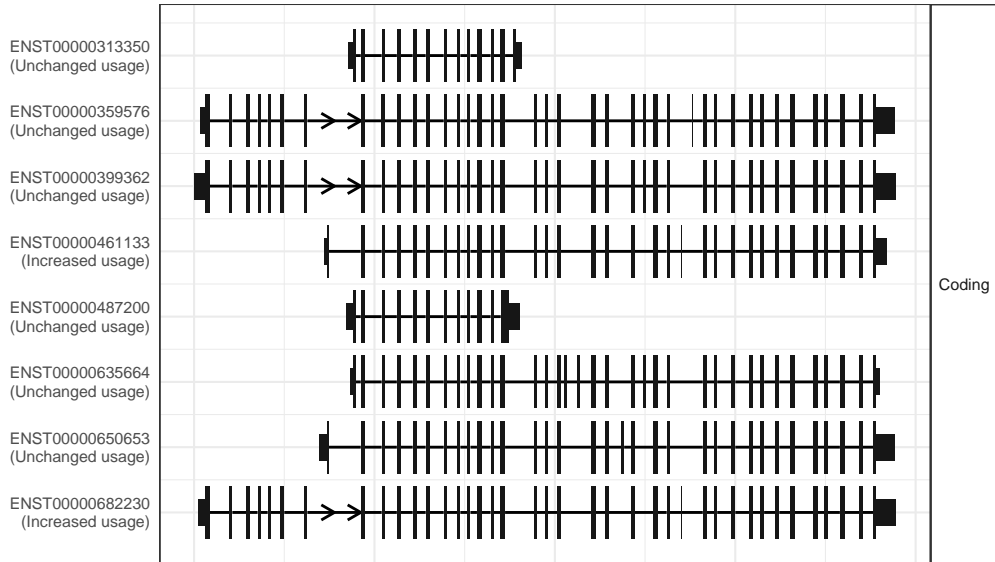 ENST00000313350
(Unchanged usage)
ENST00000359576
(Unchanged usage)
ENST00000399362
(Unchanged usage)
ENST00000461133
(Increased usage)
Coding
ENST00000487200
(Unchanged usage)
ENST00000635664
(Unchanged usage)
ENST00000650653
(Unchanged usage)
ENST00000682230
(Increased usage)